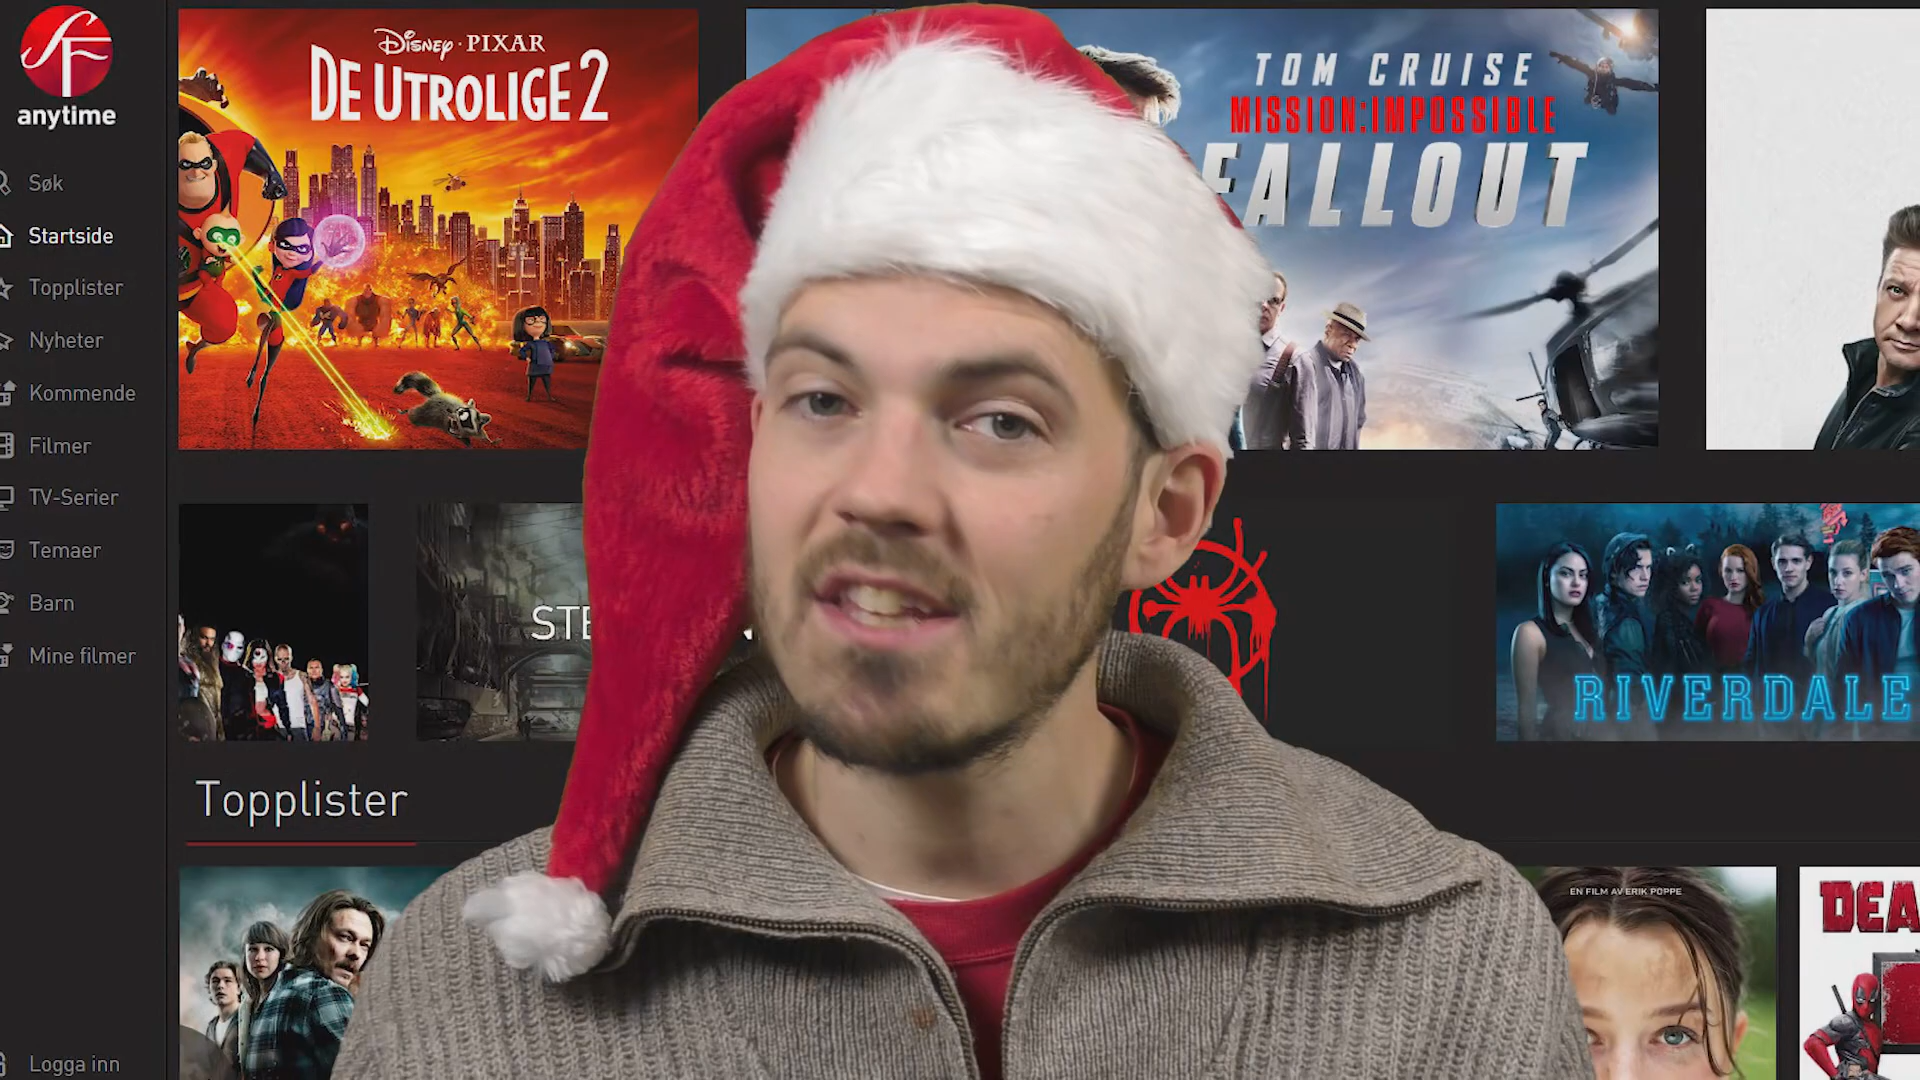 SF
anytime
Søk
Startside
Topplister
Nyheter
Kommende
Filmer
TV-Serier
Temaer
Barn
Mine filmer
Logga inn
Disney · PIXAR
DE UTROLIGE 2
TOM CRUISE
MISSION:IMPOSSIBLE
FALLOUT
RIVERDALE
Topplister
EN FILM AV ERIK POPPE